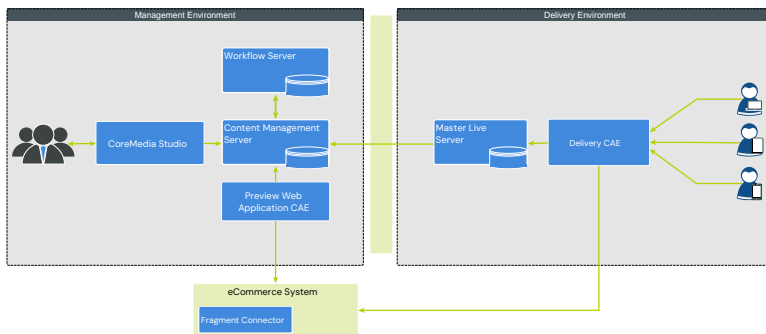 Management Environment
Delivery Environment
Workflow Server
CoreMedia Studio
Content Management
Server
Master Live
Server
Delivery CAE
Preview Web
Application CAE
eCommerce System
Fragment Connector